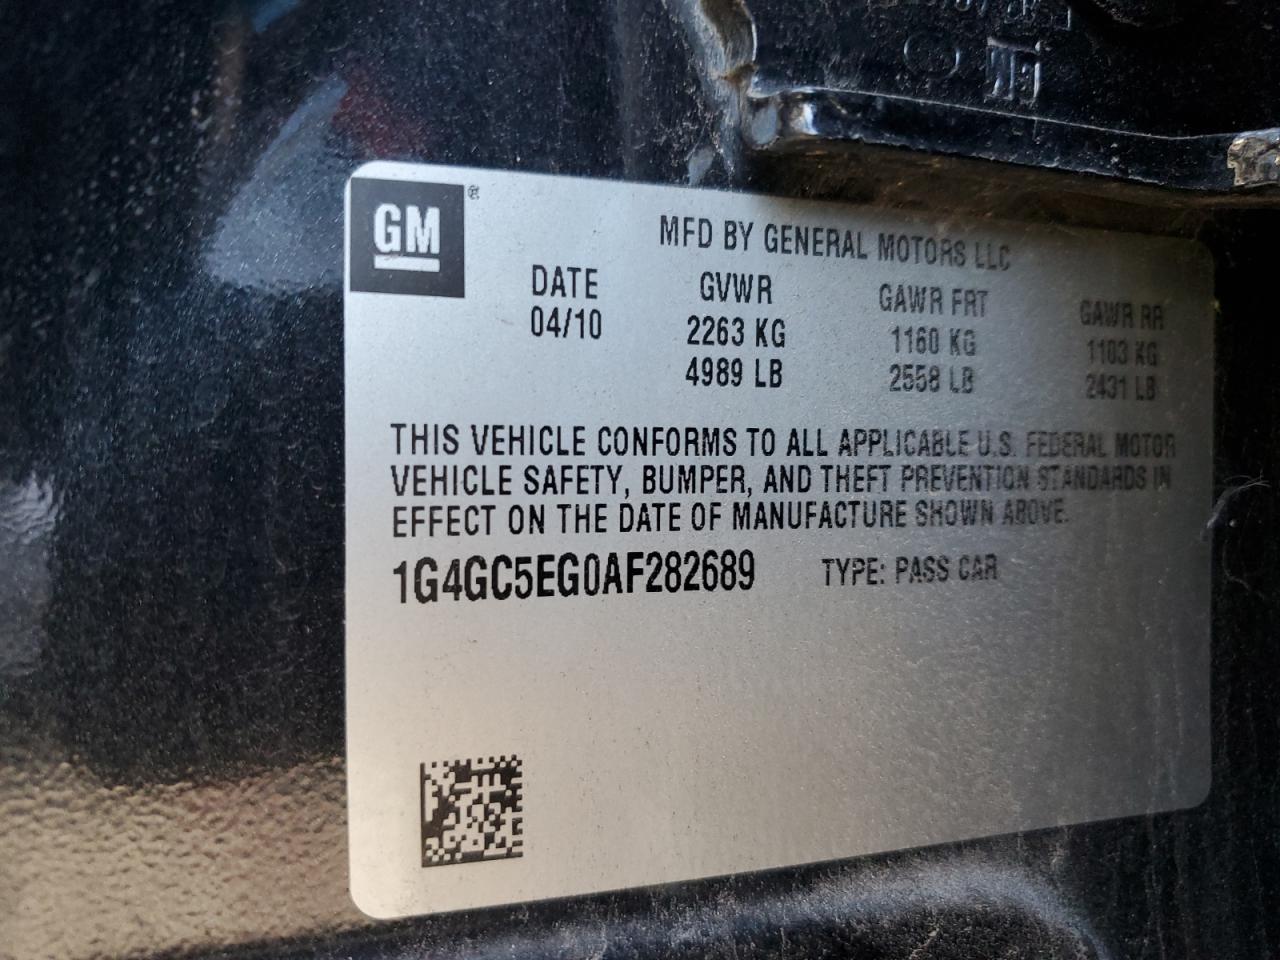 GM ®
MFD BY GENERAL MOTORS LLC
DATE GVWR GAWR FRT GAWR RR
04/10 2263 KG 1160 KG 1103 KG
4989 LB 2558 LB 2431 LB
THIS VEHICLE CONFORMS TO ALL APPLICABLE U.S. FEDERAL MOTOR
VEHICLE SAFETY, BUMPER, AND THEFT PREVENTION STANDARDS IN
EFFECT ON THE DATE OF MANUFACTURE SHOWN ABOVE.
1G4GC5EG0AF282689 TYPE: PASS CAR